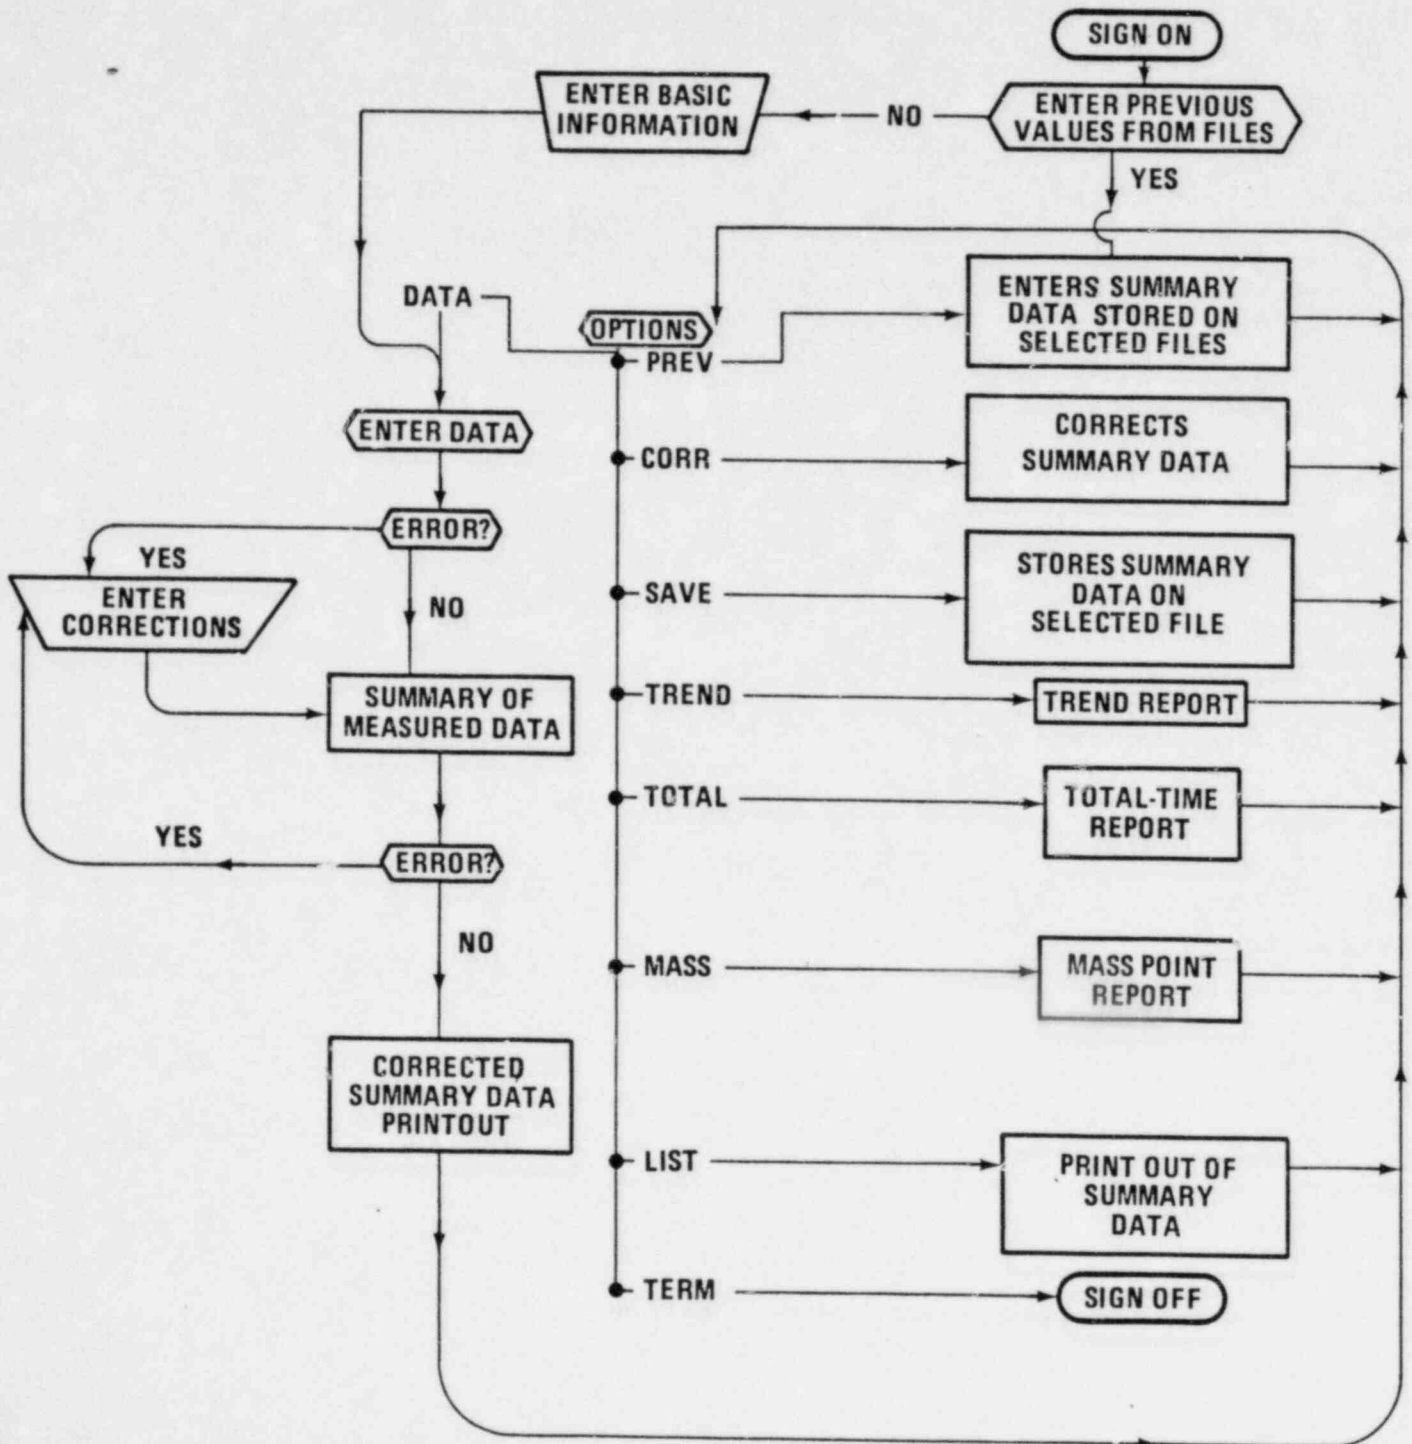 SIGN ON
ENTER PREVIOUS
VALUES FROM FILES
NO
ENTER BASIC
INFORMATION
YES
DATA
OPTIONS
PREV
ENTERS SUMMARY
DATA STORED ON
SELECTED FILES
ENTER DATA
CORR
CORRECTS
SUMMARY DATA
ERROR?
YES
NO
ENTER
CORRECTIONS
SAVE
STORES SUMMARY
DATA ON
SELECTED FILE
SUMMARY OF
MEASURED DATA
TREND
TREND REPORT
TOTAL
TOTAL-TIME
REPORT
YES
ERROR?
NO
MASS
MASS POINT
REPORT
CORRECTED
SUMMARY DATA
PRINTOUT
LIST
PRINT OUT OF
SUMMARY
DATA
TERM
SIGN OFF